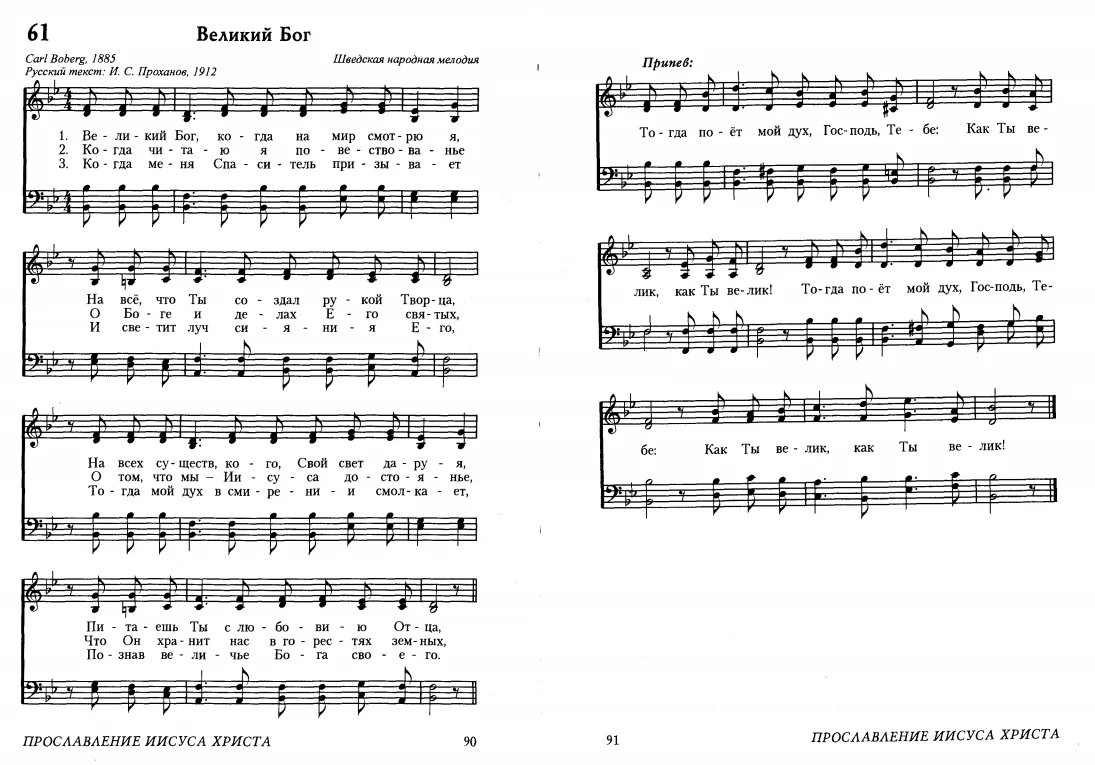 61
Великий Бог
Carl Boberg, 1885
Шведская народная мелодия
Русский текст: И. С. Проханов, 1912
1. Ве - ли - кий Бог, ко - гда на мир смот - рю я,
2. Ко - гда чи - та - ю я по - ве - ство - ва - нье
3. Ко - гда ме - ня Спа - си - тель при - зы - ва - ет
На всё, что Ты со - здал ру - кой Твор - ца,
О Бо - ге и де - лах Е - го свя - тых,
И све - тит луч си - я - ни - я Е - го,
На всех су - ществ, ко - го, Свой свет да - ру - я,
О том, что мы – Ии - су - са до - сто - я - нье,
То - гда мой дух в сми - ре - ни - и смол - ка - ет,
Пи - та - ешь Ты с лю - бо - ви - ю От - ца,
Что Он хра - нит нас в го - рес - тях зем - ных,
По - знав ве - ли - чье Бо - га сво - е - го.
ПРОСЛАВЛЕНИЕ ИИСУСА ХРИСТА
90
Припев:
То - гда по - ёт мой дух, Гос - подь, Те - бе: Как Ты ве -
лик, как Ты ве - лик! То - гда по - ёт мой дух, Гос - подь, Те -
бе: Как Ты ве - лик, как Ты ве - лик!
91
ПРОСЛАВЛЕНИЕ ИИСУСА ХРИСТА